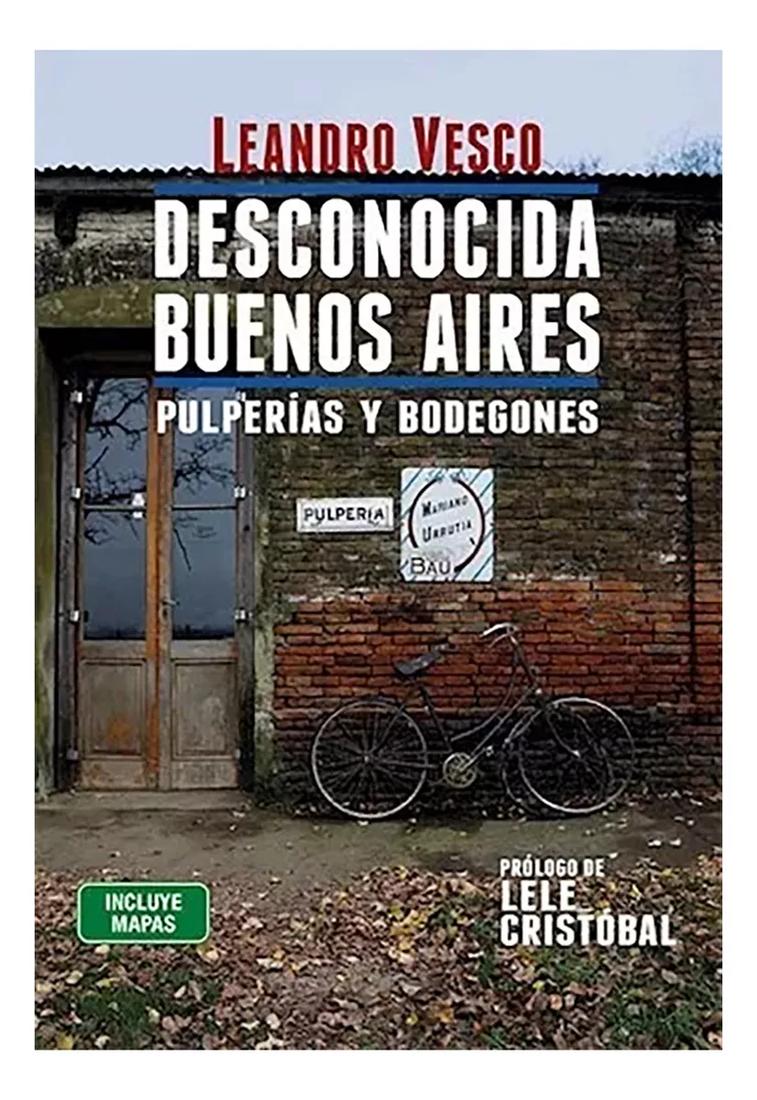 LEANDRO VESCO
DESCONOCIDA
BUENOS AIRES
PULPERÍAS Y BODEGONES
PULPERIA
MARIANO
URRUTIA
BAU
INCLUYE
MAPAS
PRÓLOGO DE
LELE
CRISTÓBAL